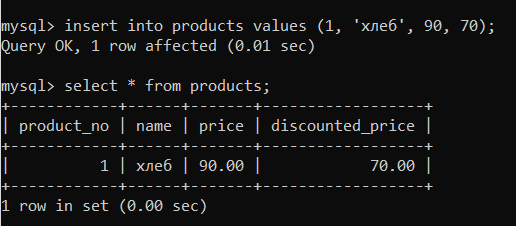 mysql> insert into products values (1, 'хлеб', 90, 70);
Query OK, 1 row affected (0.01 sec)
mysql> select * from products;
+------------+------+-------+------------------+
| product_no | name | price | discounted_price |
+------------+------+-------+------------------+
|          1 | хлеб | 90.00 |            70.00 |
+------------+------+-------+------------------+
1 row in set (0.00 sec)